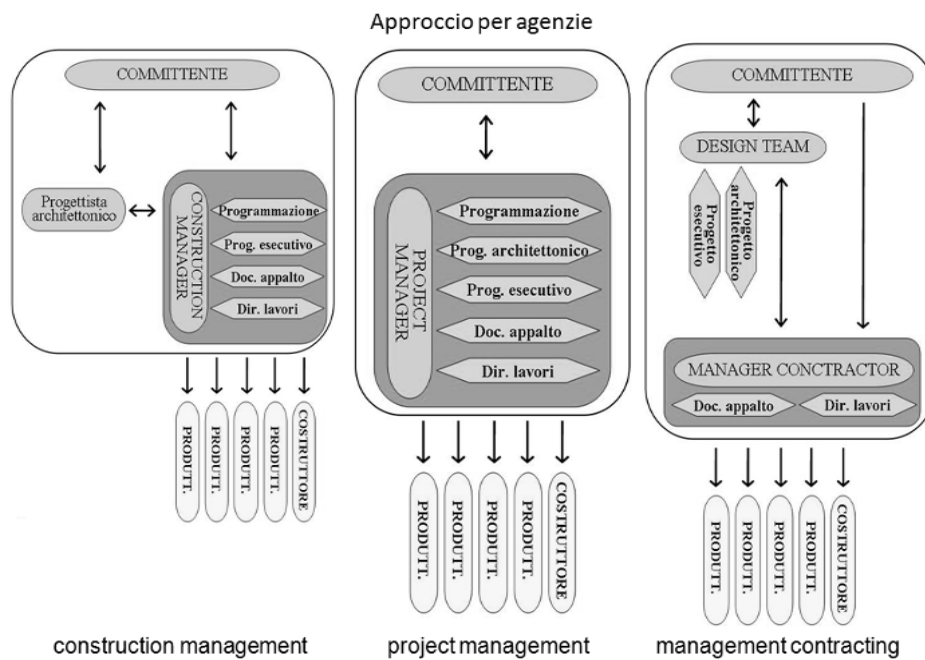 Approccio per agenzie
COMMITTENTE
Progettista
architettonico
CONSTRUCTION
MANAGER
Programmazione
Prog. esecutivo
Doc. appalto
Dir. lavori
PRODUTT.
PRODUTT.
PRODUTT.
PRODUTT.
COSTRUTTORE
construction management
COMMITTENTE
PROJECT
MANAGER
Programmazione
Prog. architettonico
Prog. esecutivo
Doc. appalto
Dir. lavori
PRODUTT.
PRODUTT.
PRODUTT.
PRODUTT.
COSTRUTTORE
project management
COMMITTENTE
DESIGN TEAM
Progetto
esecutivo
Progetto
architettonico
MANAGER CONCTRACTOR
Doc. appalto
Dir. lavori
PRODUTT.
PRODUTT.
PRODUTT.
PRODUTT.
COSTRUTTORE
management contracting